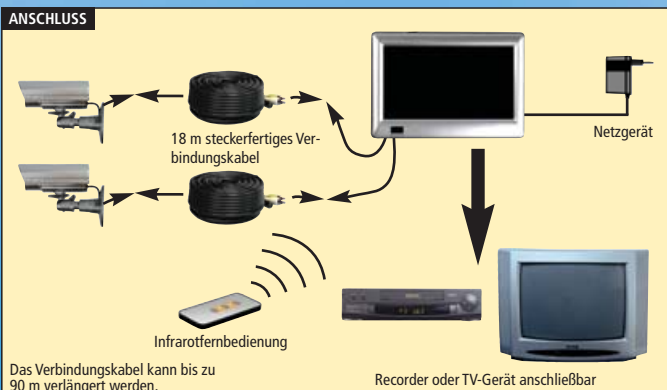 ANSCHLUSS
18 m steckerfertiges Ver-
bindungskabel
Netzgerät
Infrarotfernbedienung
Das Verbindungskabel kann bis zu
90 m verlängert werden.
Recorder oder TV-Gerät anschließbar